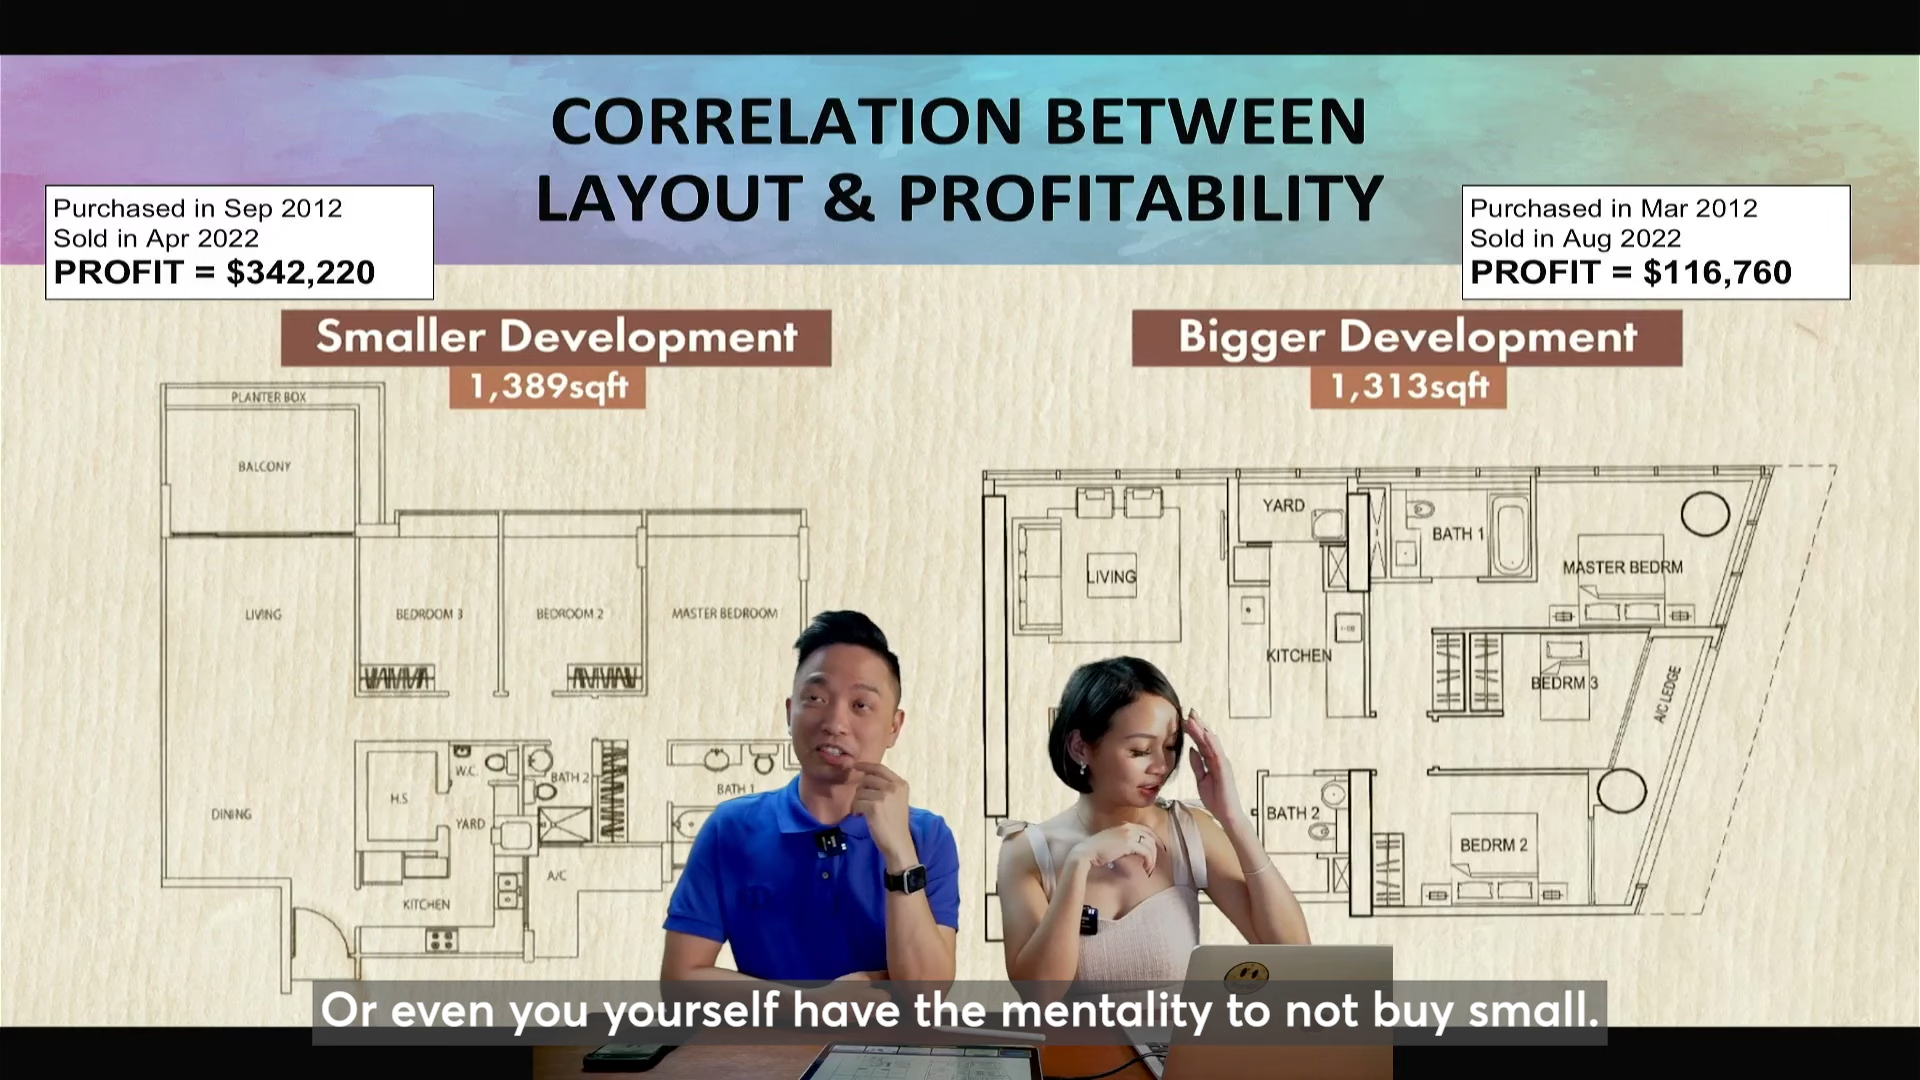 CORRELATION BETWEEN
LAYOUT & PROFITABILITY
Purchased in Sep 2012
Sold in Apr 2022
PROFIT = $342,220
Purchased in Mar 2012
Sold in Aug 2022
PROFIT = $116,760
Smaller Development
1,389sqft
PLANTER BOX
BALCONY
LIVING
BEDROOM 3
BEDROOM 2
MASTER BEDROOM
W.C.
BATH 2
BATH 1
H.S
DINING
YARD
A/C
KITCHEN
Bigger Development
1,313sqft
YARD
BATH 1
LIVING
MASTER BEDRM
KITCHEN
BEDRM 3
A/C LEDGE
BATH 2
BEDRM 2
Or even you yourself have the mentality to not buy small.